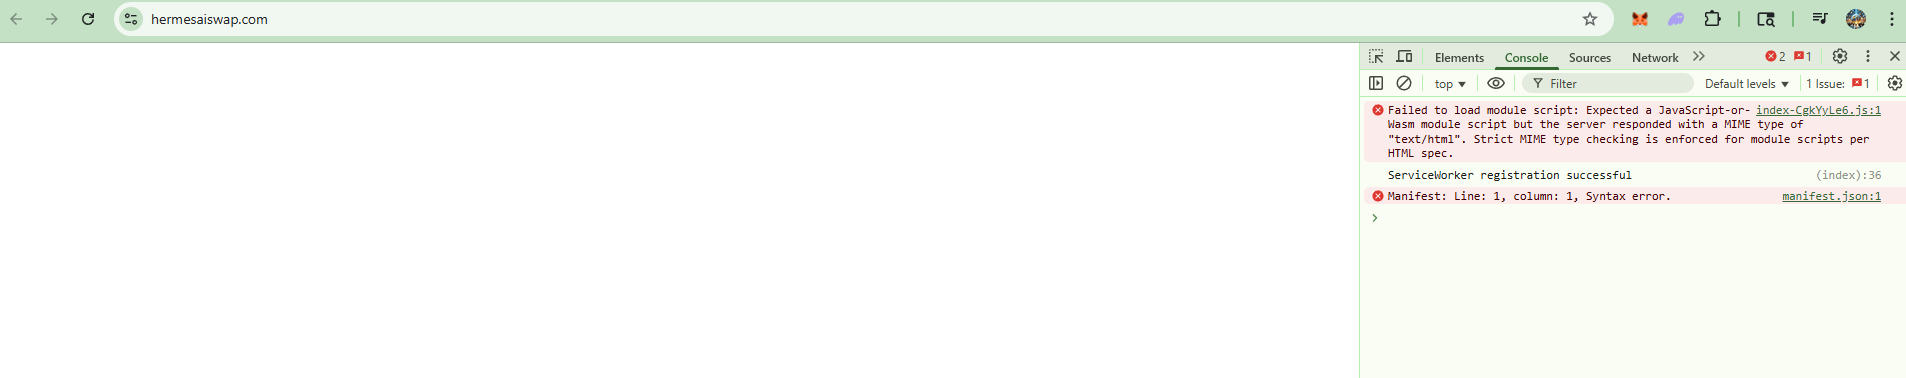 hermesaiswap.com
Elements Console Sources Network 2 1
top Filter Default levels 1 Issue: 1
Failed to load module script: Expected a JavaScript-or- index-CgkYyLe6.js:1
Wasm module script but the server responded with a MIME type of
"text/html". Strict MIME type checking is enforced for module scripts per
HTML spec.
ServiceWorker registration successful (index):36
Manifest: Line: 1, column: 1, Syntax error. manifest.json:1